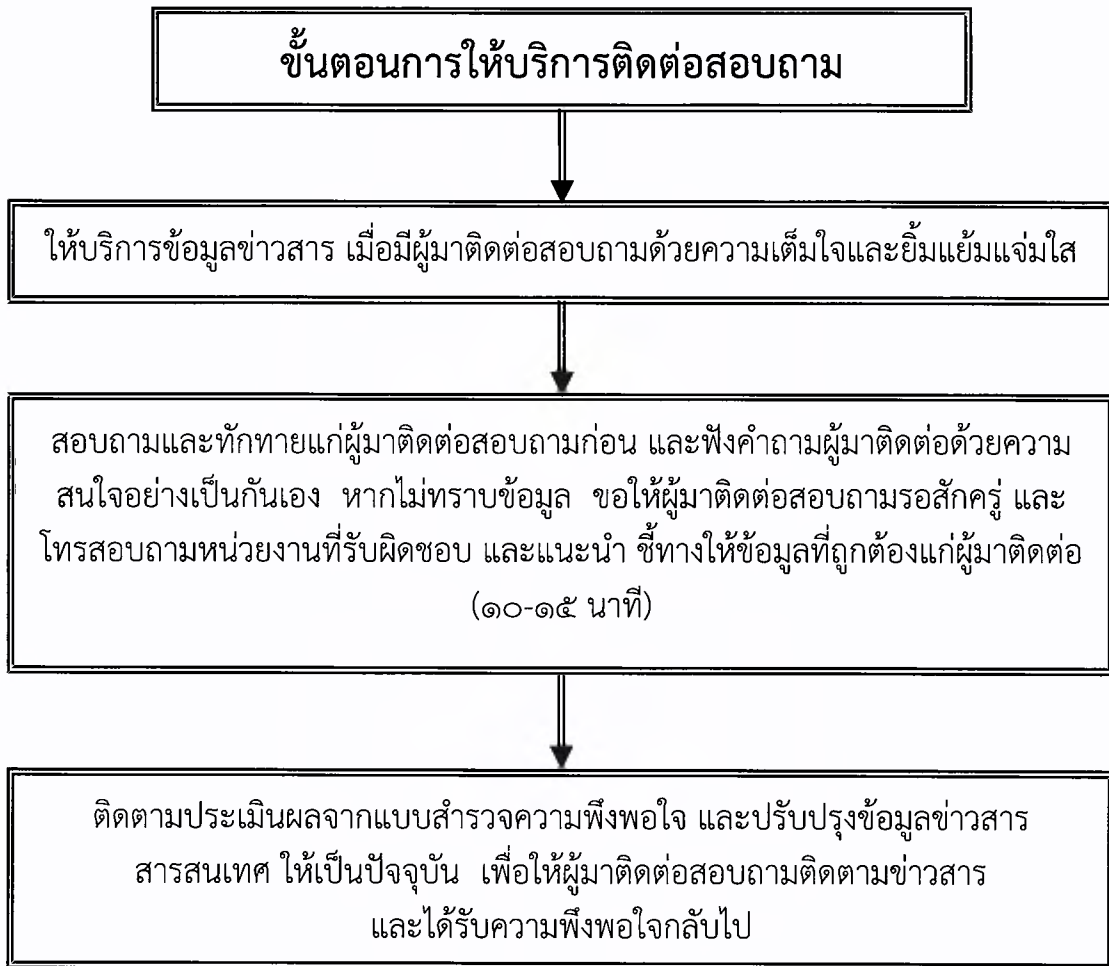 ขั้นตอนการให้บริการติดต่อสอบถาม
ให้บริการข้อมูลข่าวสาร เมื่อมีผู้มาติดต่อสอบถามด้วยความเต็มใจและยิ้มแย้มแจ่มใส
สอบถามและทักทายแก่ผู้มาติดต่อสอบถามก่อน และฟังคำถามผู้มาติดต่อด้วยความ
สนใจอย่างเป็นกันเอง หากไม่ทราบข้อมูล ขอให้ผู้มาติดต่อสอบถามรอสักครู่ และ
โทรสอบถามหน่วยงานที่รับผิดชอบ และแนะนำ ชี้ทางให้ข้อมูลที่ถูกต้องแก่ผู้มาติดต่อ
(๑๐-๑๕ นาที)
ติดตามประเมินผลจากแบบสำรวจความพึงพอใจ และปรับปรุงข้อมูลข่าวสาร
สารสนเทศ ให้เป็นปัจจุบัน เพื่อให้ผู้มาติดต่อสอบถามติดตามข่าวสาร
และได้รับความพึงพอใจกลับไป